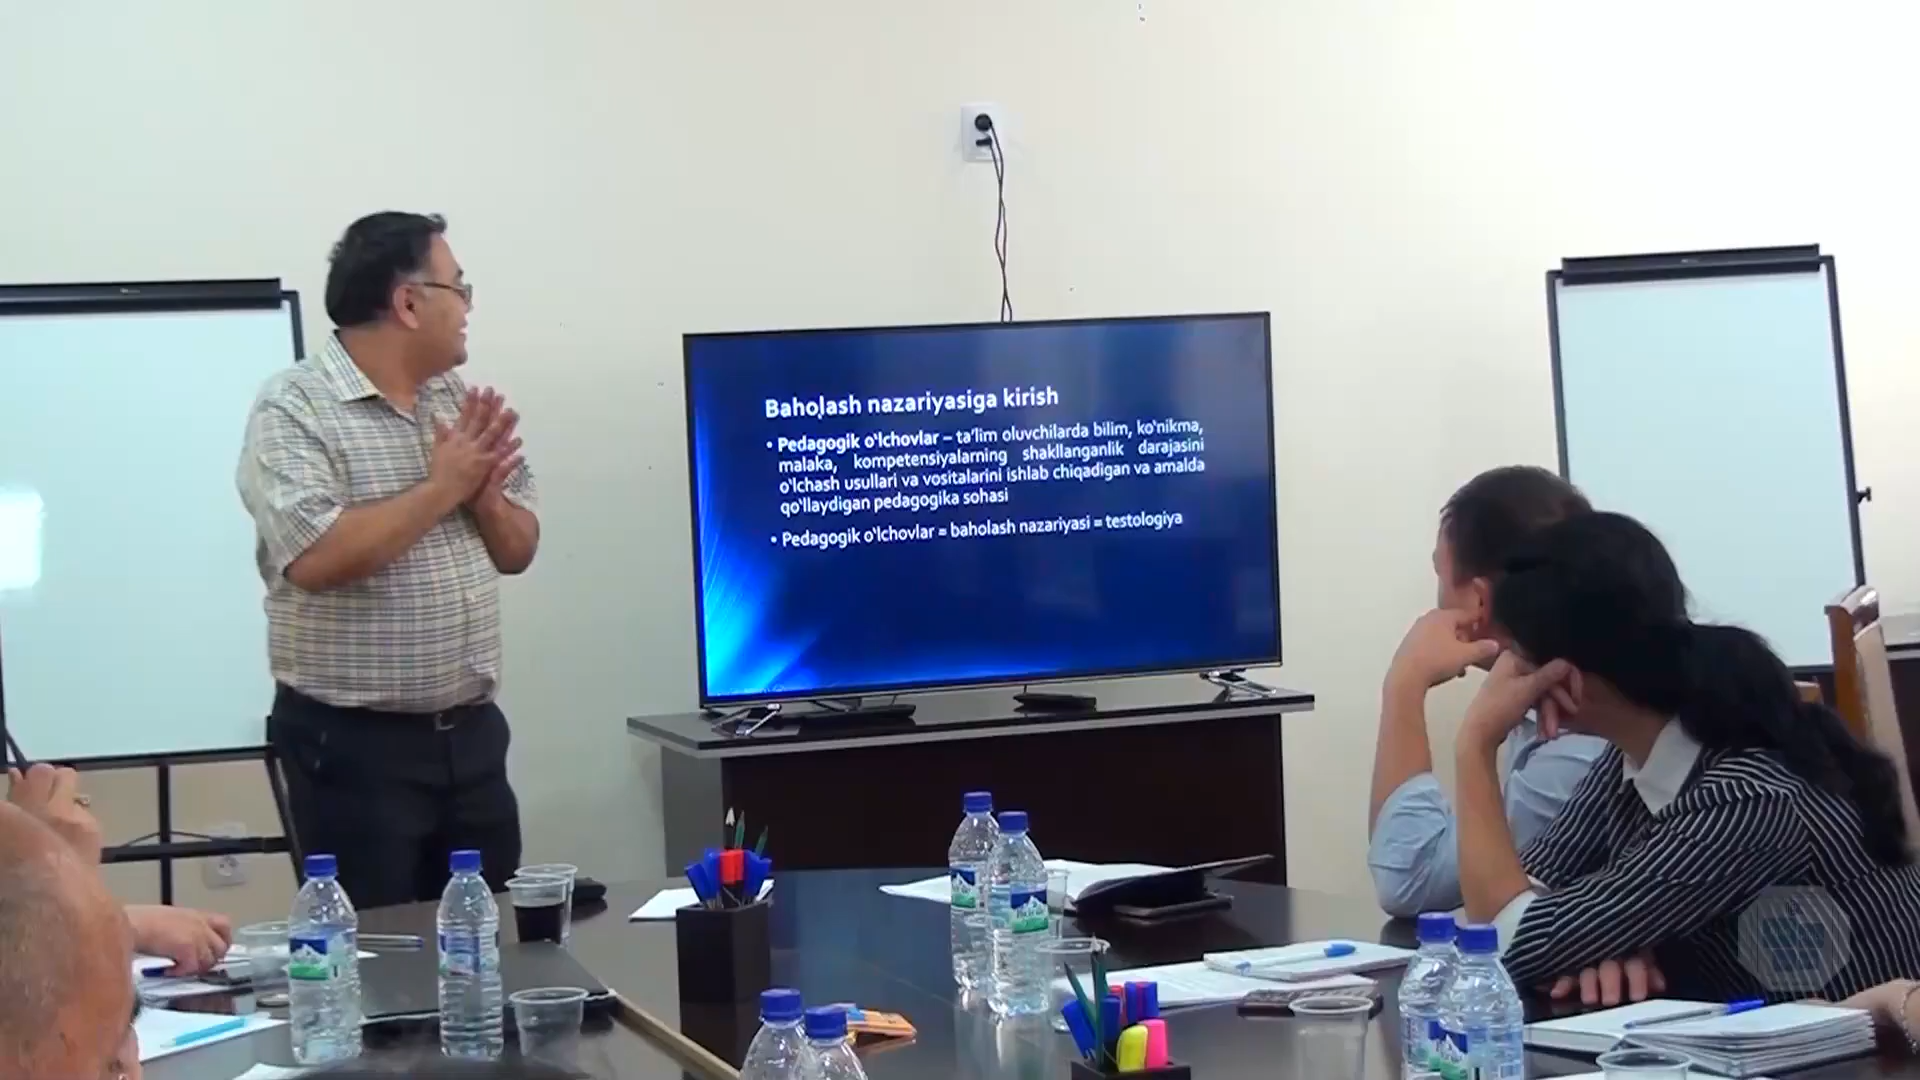 Baholash nazariyasiga kirish
• Pedagogik o‘lchovlar – ta’lim oluvchilarda bilim, ko‘nikma,
malaka, kompetensiyalarning shakllanganlik darajasini
o‘lchash usullari va vositalarini ishlab chiqadigan va amalda
qo‘llaydigan pedagogika sohasi
• Pedagogik o‘lchovlar = baholash nazariyasi = testologiya